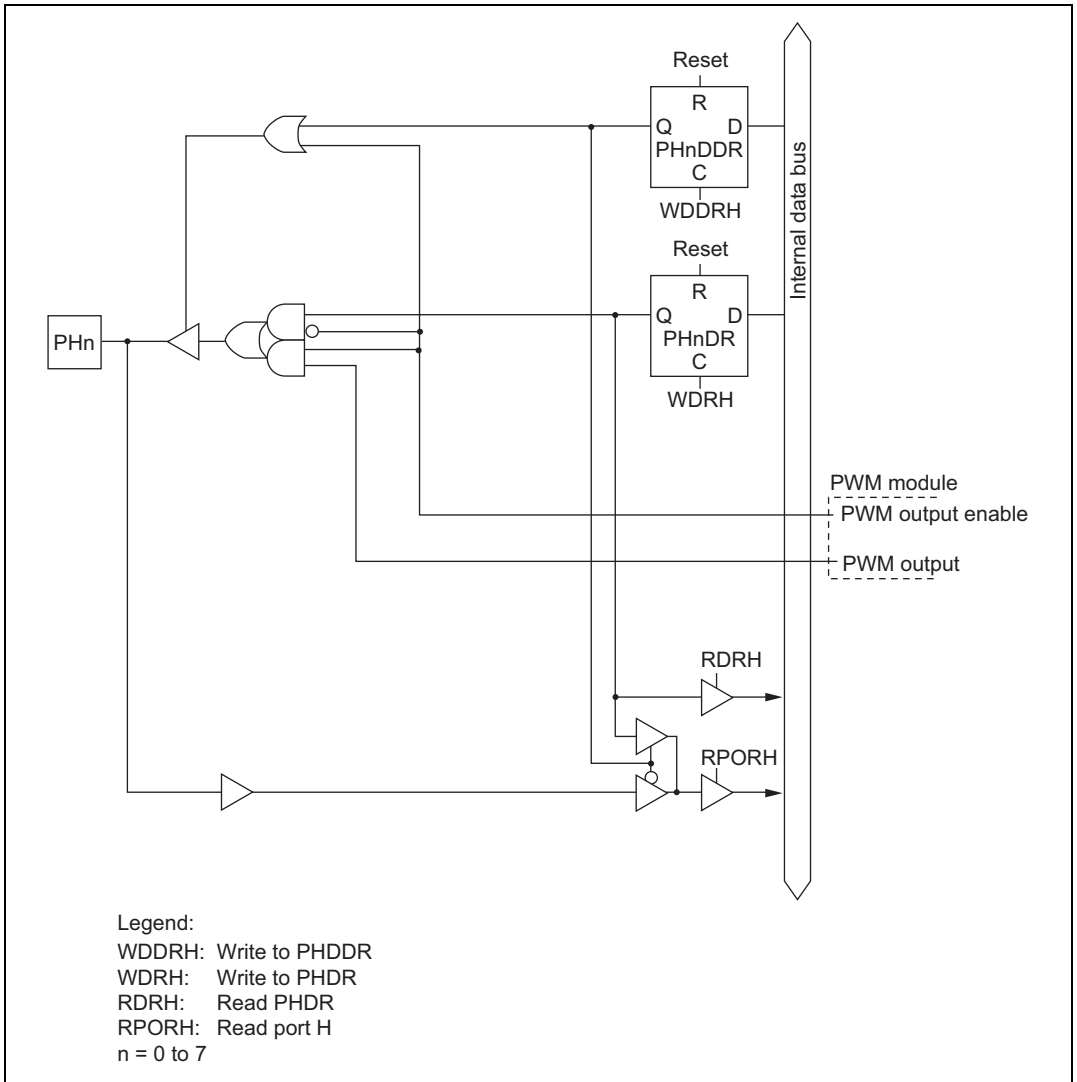 Reset
R
Q D
PHnDDR
C
WDDRH
Internal data bus
Reset
R
Q D
PHnDR
C
WDRH
PHn
PWM module
PWM output enable
PWM output
RDRH
RPORH
Legend:
WDDRH: Write to PHDDR
WDRH: Write to PHDR
RDRH: Read PHDR
RPORH: Read port H
n = 0 to 7